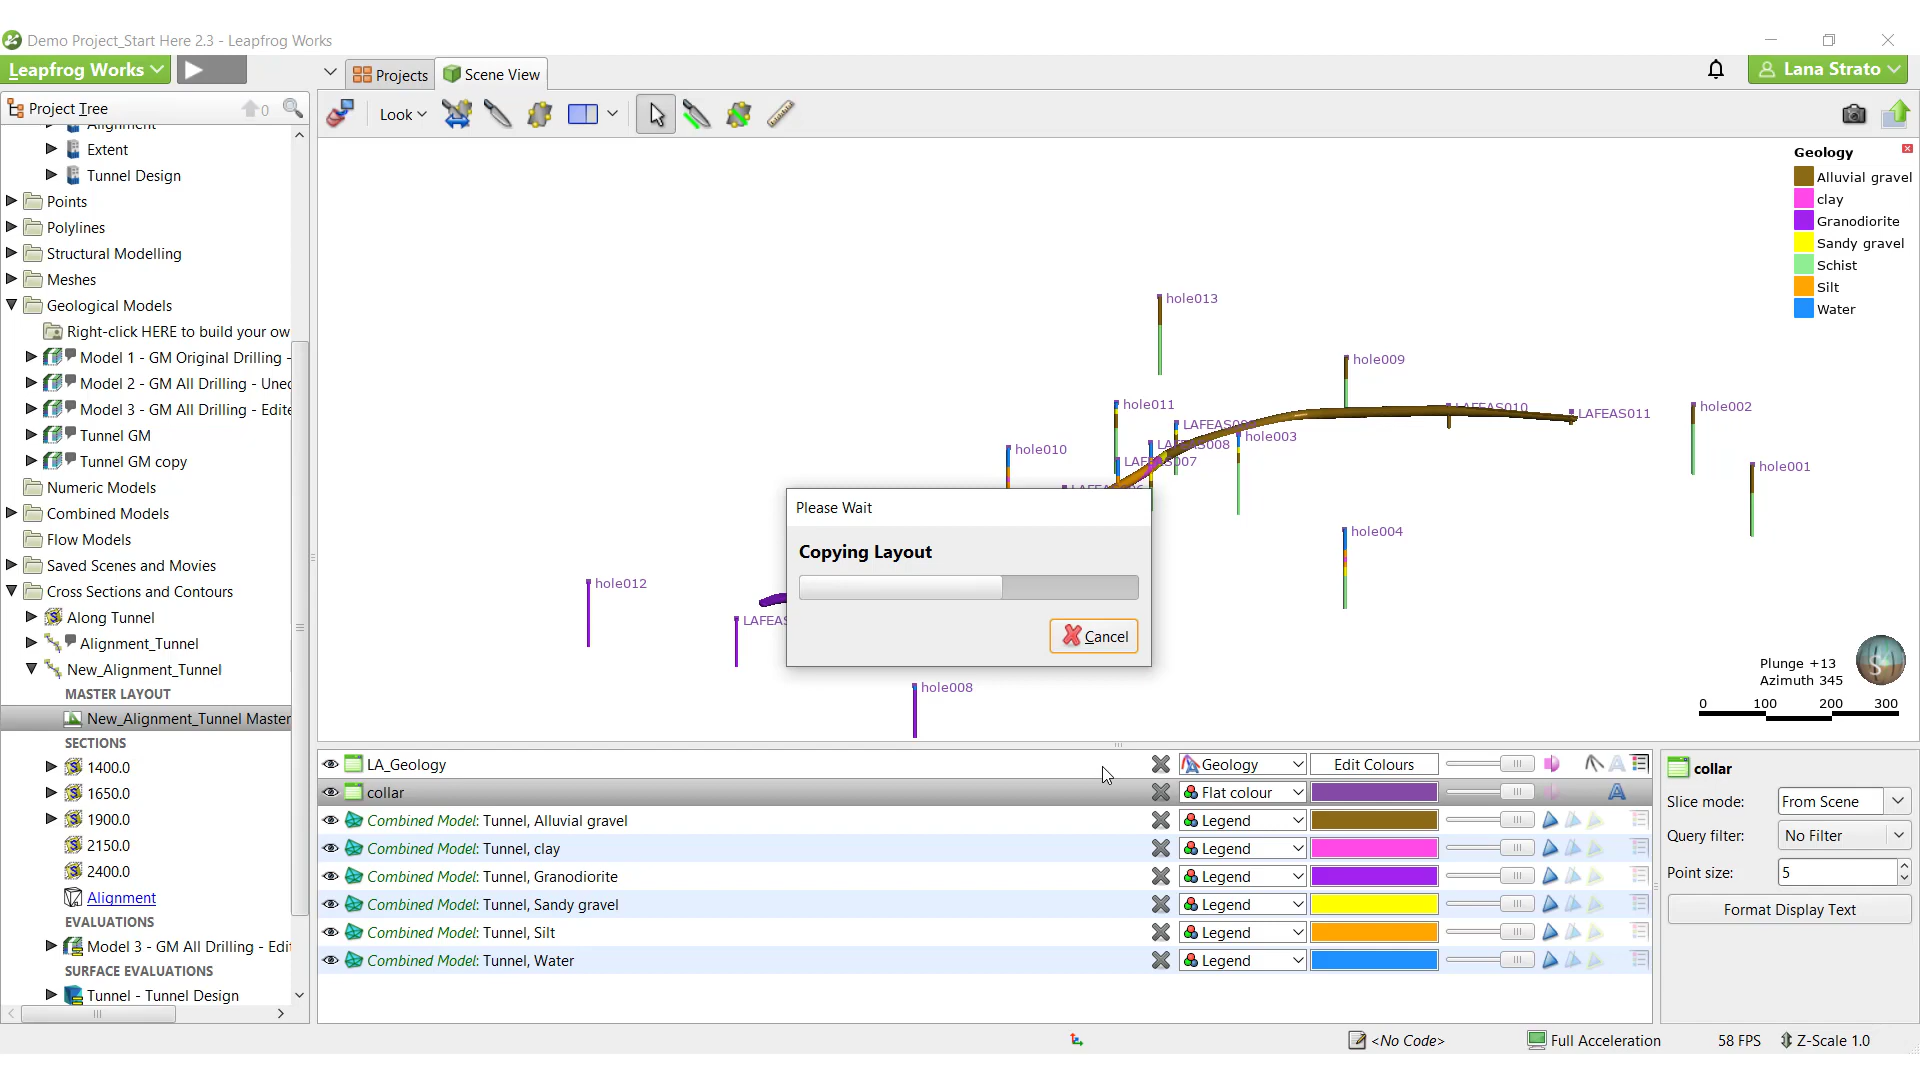 Demo Project_Start Here 2.3 - Leapfrog Works
Leapfrog Works
Projects
Scene View
Lana Strato
Project Tree
0
Look
Alignment
Extent
Tunnel Design
Points
Polylines
Structural Modelling
Meshes
Geological Models
Right-click HERE to build your ow
Model 1 - GM Original Drilling -
Model 2 - GM All Drilling - Uned
Model 3 - GM All Drilling - Edite
Tunnel GM
Tunnel GM copy
Numeric Models
Combined Models
Flow Models
Saved Scenes and Movies
Cross Sections and Contours
Along Tunnel
Alignment_Tunnel
New_Alignment_Tunnel
MASTER LAYOUT
New_Alignment_Tunnel Master
SECTIONS
1400.0
1650.0
1900.0
2150.0
2400.0
Alignment
EVALUATIONS
Model 3 - GM All Drilling - Edit
SURFACE EVALUATIONS
Tunnel - Tunnel Design
Geology
Alluvial gravel
clay
Granodiorite
Sandy gravel
Schist
Silt
Water
hole013
hole009
hole011
LAFEAS010
LAFEAS011
hole002
hole003
LAFEAS008
hole010
LAFEAS007
hole001
hole004
hole012
LAFEAS
hole008
Please Wait
Copying Layout
Cancel
Plunge +13
Azimuth 345
0 100 200 300
LA_Geology
Geology
Edit Colours
collar
Flat colour
Combined Model: Tunnel, Alluvial gravel
Legend
Combined Model: Tunnel, clay
Legend
Combined Model: Tunnel, Granodiorite
Legend
Combined Model: Tunnel, Sandy gravel
Legend
Combined Model: Tunnel, Silt
Legend
Combined Model: Tunnel, Water
Legend
collar
Slice mode: From Scene
Query filter: No Filter
Point size: 5
Format Display Text
<No Code>
Full Acceleration
58 FPS
Z-Scale 1.0